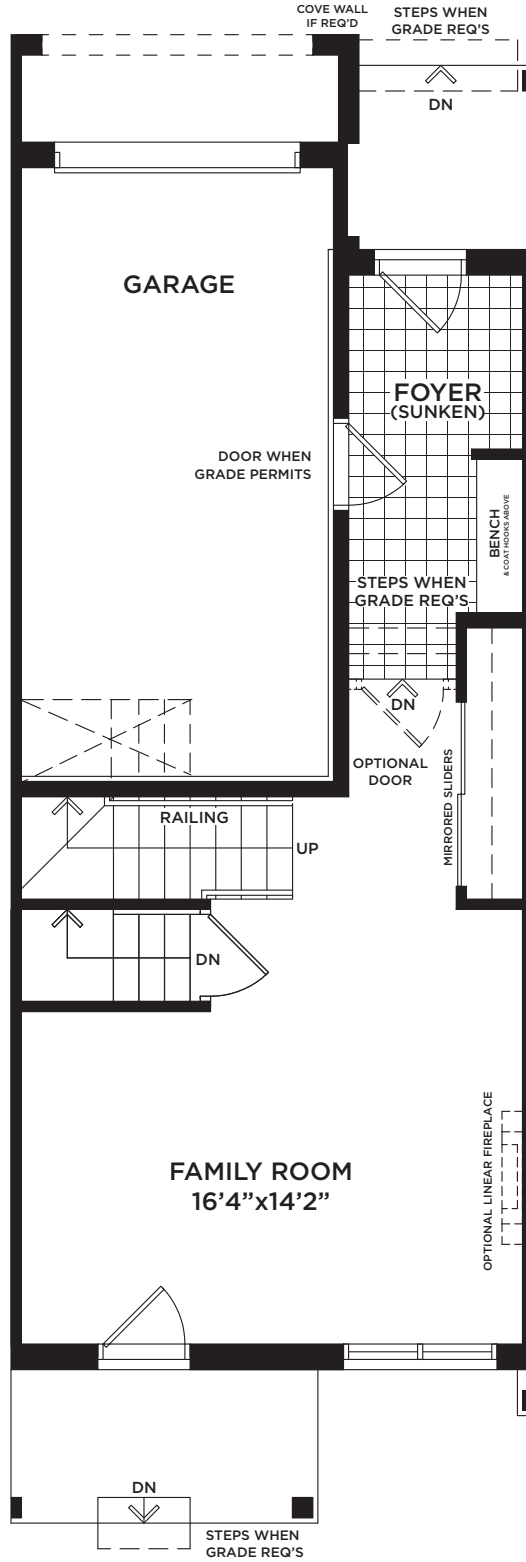 COVE WALL
IF REQ'D
STEPS WHEN
GRADE REQ'S
DN
GARAGE
FOYER
(SUNKEN)
DOOR WHEN
GRADE PERMITS
BENCH
& COAT HOOKS ABOVE
STEPS WHEN
GRADE REQ'S
DN
OPTIONAL
DOOR
MIRRORED SLIDERS
RAILING
UP
DN
FAMILY ROOM
16'4"x14'2"
OPTIONAL LINEAR FIREPLACE
DN
STEPS WHEN
GRADE REQ'S